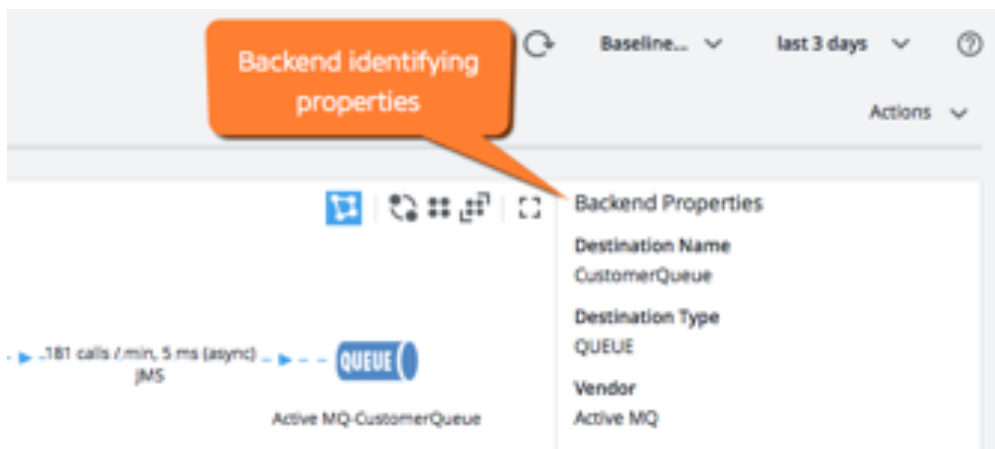 Backend identifying
properties
Baseline...
last 3 days
Actions
Backend Properties
Destination Name
CustomerQueue
Destination Type
QUEUE
Vendor
Active MQ
181 calls / min, 5 ms (async)
JMS
QUEUE
Active MQ-CustomerQueue